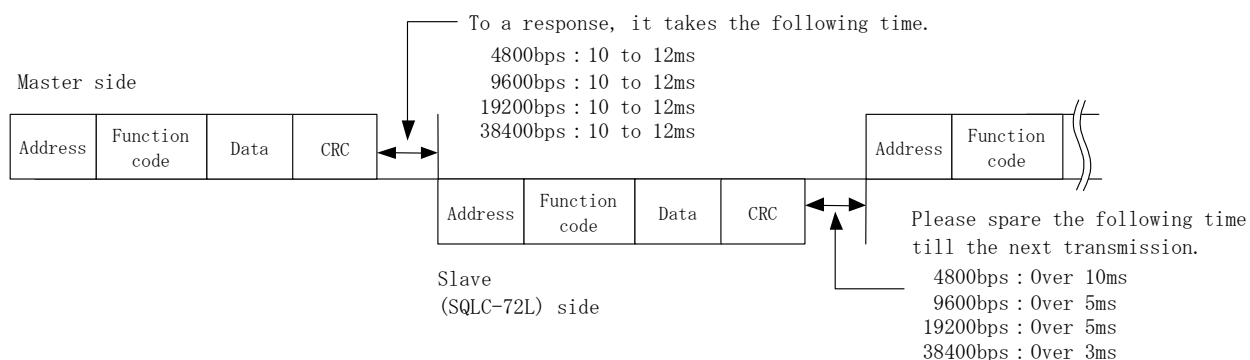 To a response, it takes the following time.
4800bps：10 to 12ms
9600bps：10 to 12ms
19200bps：10 to 12ms
38400bps：10 to 12ms
Master side
Address
Function
code
Data
CRC
Address
Function
code
Address
Function
code
Data
CRC
Slave
(SQLC-72L) side
Please spare the following time
till the next transmission.
4800bps：Over 10ms
9600bps：Over 5ms
19200bps：Over 5ms
38400bps：Over 3ms